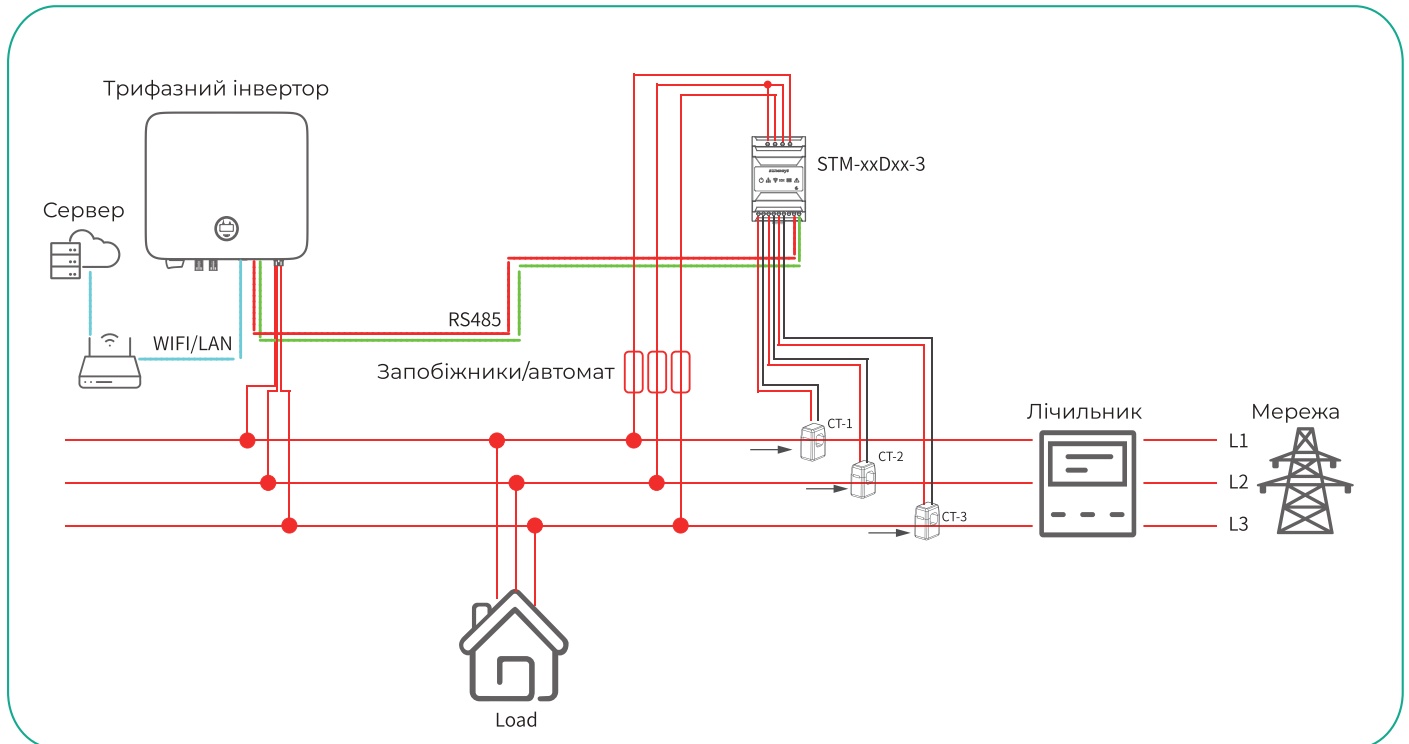 Трифазний інвертор
STM-xxDxx-3
Сервер
RS485
WIFI/LAN
Запобіжники/автомат
Лічильник
Мережа
CT-1
L1
CT-2
L2
CT-3
L3
Load